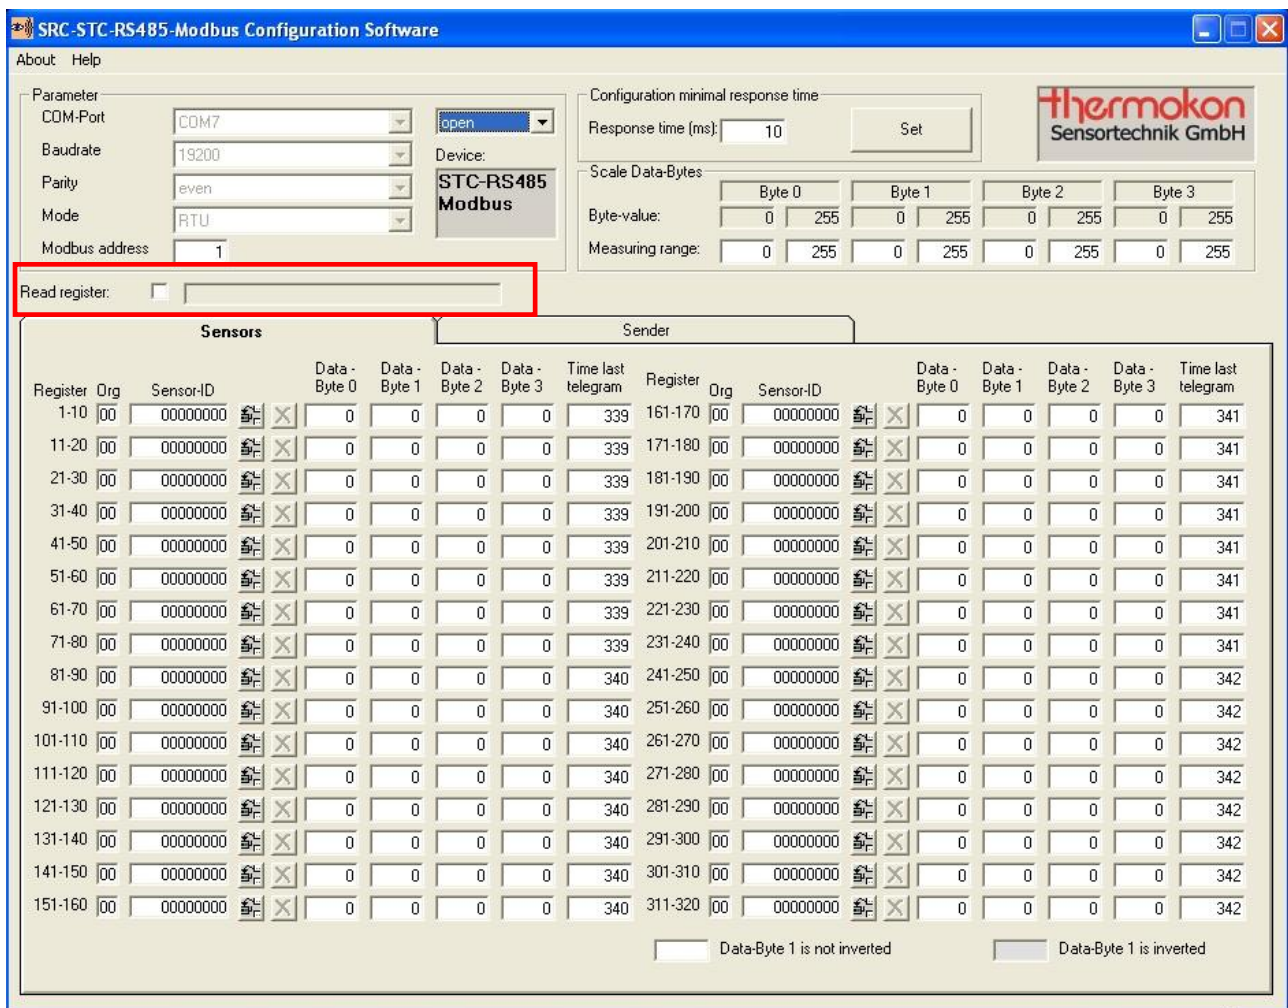 SRC-STC-RS485-Modbus Configuration Software
About Help
Parameter
COM-Port COM7 open
Baudrate 19200 Device:
Parity even STC-RS485
Mode RTU Modbus
Modbus address 1
Configuration minimal response time
Response time (ms): 10 Set
thermokon
Sensortechnik GmbH
Scale Data-Bytes
Byte 0 Byte 1 Byte 2 Byte 3
Byte-value: 0 255 0 255 0 255 0 255
Measuring range: 0 255 0 255 0 255 0 255
Read register:
Sensors Sender
Data - Data - Data - Data - Time last Data - Data - Data - Data - Time last
Register Org Sensor-ID Byte 0 Byte 1 Byte 2 Byte 3 telegram Register Org Sensor-ID Byte 0 Byte 1 Byte 2 Byte 3 telegram
1-10 00 00000000 X 0 0 0 0 339 161-170 00 00000000 X 0 0 0 0 341
11-20 00 00000000 X 0 0 0 0 339 171-180 00 00000000 X 0 0 0 0 341
21-30 00 00000000 X 0 0 0 0 339 181-190 00 00000000 X 0 0 0 0 341
31-40 00 00000000 X 0 0 0 0 339 191-200 00 00000000 X 0 0 0 0 341
41-50 00 00000000 X 0 0 0 0 339 201-210 00 00000000 X 0 0 0 0 341
51-60 00 00000000 X 0 0 0 0 339 211-220 00 00000000 X 0 0 0 0 341
61-70 00 00000000 X 0 0 0 0 339 221-230 00 00000000 X 0 0 0 0 341
71-80 00 00000000 X 0 0 0 0 339 231-240 00 00000000 X 0 0 0 0 341
81-90 00 00000000 X 0 0 0 0 340 241-250 00 00000000 X 0 0 0 0 342
91-100 00 00000000 X 0 0 0 0 340 251-260 00 00000000 X 0 0 0 0 342
101-110 00 00000000 X 0 0 0 0 340 261-270 00 00000000 X 0 0 0 0 342
111-120 00 00000000 X 0 0 0 0 340 271-280 00 00000000 X 0 0 0 0 342
121-130 00 00000000 X 0 0 0 0 340 281-290 00 00000000 X 0 0 0 0 342
131-140 00 00000000 X 0 0 0 0 340 291-300 00 00000000 X 0 0 0 0 342
141-150 00 00000000 X 0 0 0 0 340 301-310 00 00000000 X 0 0 0 0 342
151-160 00 00000000 X 0 0 0 0 340 311-320 00 00000000 X 0 0 0 0 342
Data-Byte 1 is not inverted Data-Byte 1 is inverted